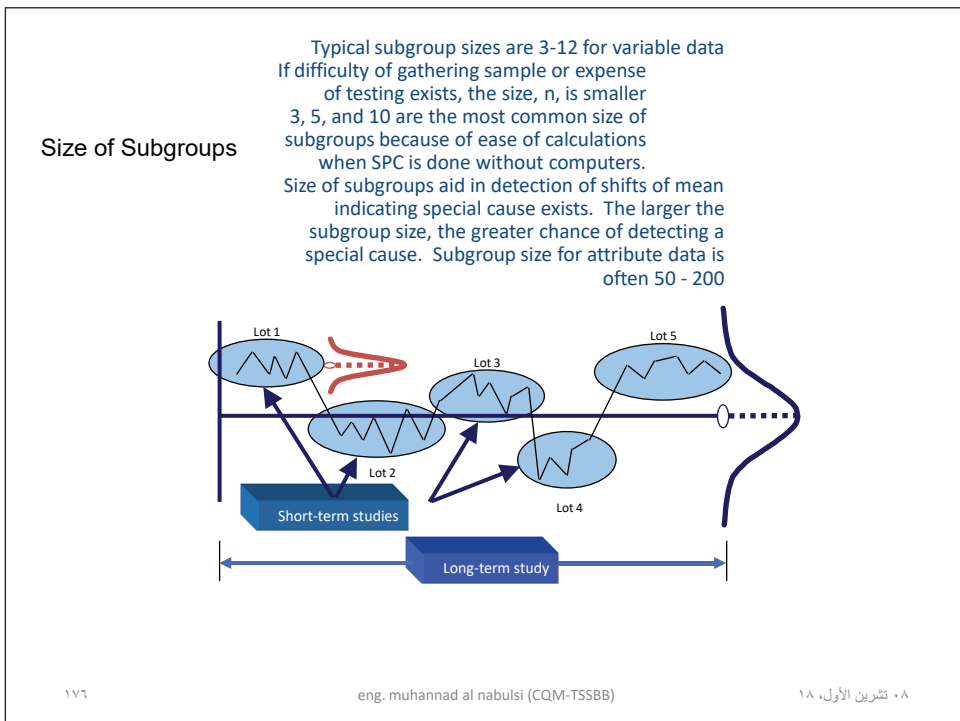 Size of Subgroups
Typical subgroup sizes are 3-12 for variable data
If difficulty of gathering sample or expense
of testing exists, the size, n, is smaller
3, 5, and 10 are the most common size of
subgroups because of ease of calculations
when SPC is done without computers.
Size of subgroups aid in detection of shifts of mean
indicating special cause exists.  The larger the
subgroup size, the greater chance of detecting a
special cause.  Subgroup size for attribute data is
often 50 - 200
Lot 1
Lot 2
Lot 3
Lot 4
Lot 5
Short-term studies
Long-term study
١٧٦
eng. muhannad al nabulsi (CQM-TSSBB)
٠٨ تشرين الأول، ١٨